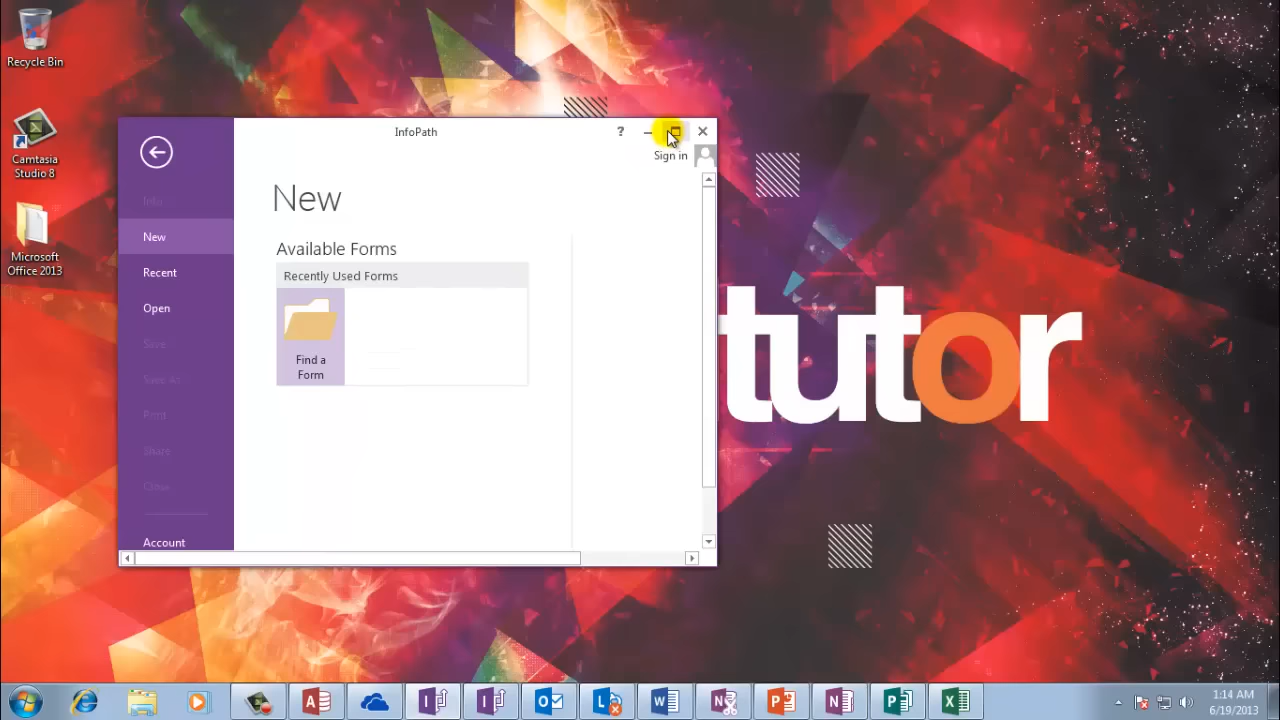 Recycle Bin
Camtasia
Studio 8
Microsoft
Office 2013
InfoPath
?
Sign in
Info
New
Recent
Open
Save
Save As
Print
Share
Close
Account
New
Available Forms
Recently Used Forms
Find a
Form
tutor
1:14 AM
6/19/2013